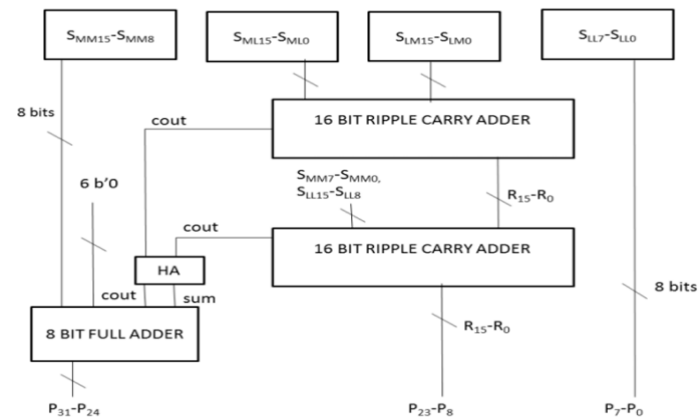 SMM15-SMM8
SML15-SML0
SLM15-SLM0
SLL7-SLL0
8 bits
cout
16 BIT RIPPLE CARRY ADDER
6 b'0
SMM7-SMM0,
SLL15-SLL8
R15-R0
cout
16 BIT RIPPLE CARRY ADDER
HA
cout
sum
8 bits
8 BIT FULL ADDER
R15-R0
P31-P24
P23-P8
P7-P0